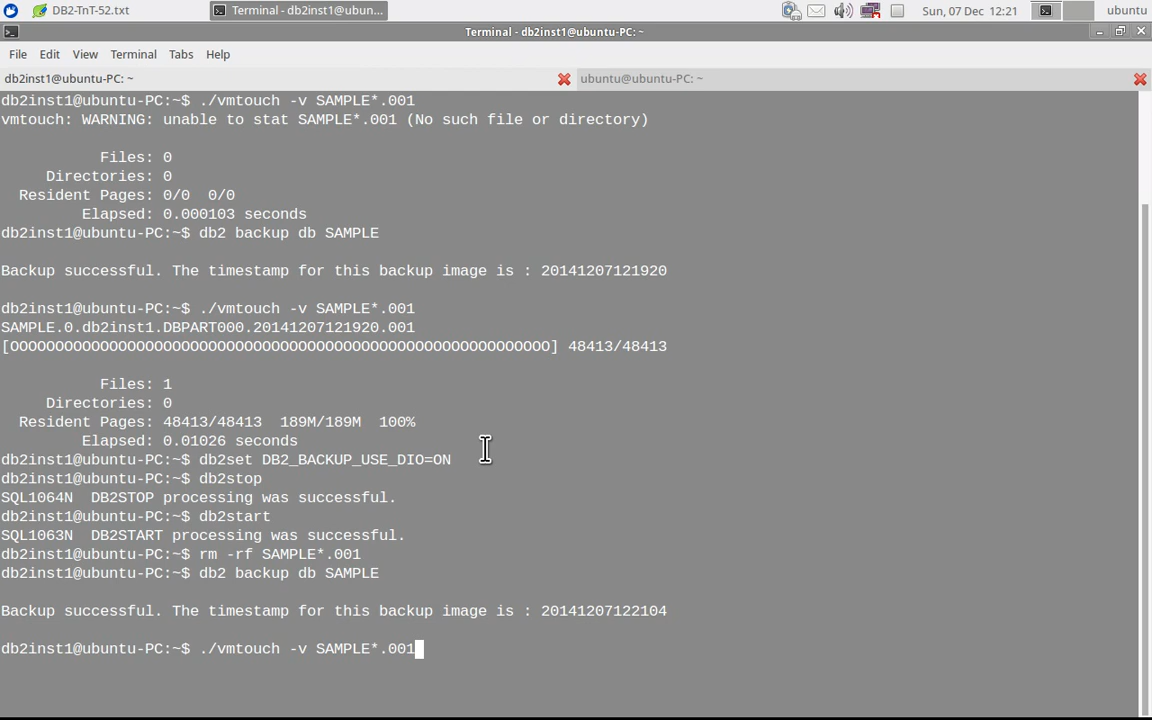 DB2-TnT-52.txt
Terminal - db2inst1@ubun...
Sun, 07 Dec 12:21
ubuntu
Terminal - db2inst1@ubuntu-PC: ~
File Edit View Terminal Tabs Help
db2inst1@ubuntu-PC: ~
ubuntu@ubuntu-PC: ~
db2inst1@ubuntu-PC:~$ ./vmtouch -v SAMPLE*.001
vmtouch: WARNING: unable to stat SAMPLE*.001 (No such file or directory)
Files: 0
Directories: 0
Resident Pages: 0/0  0/0
Elapsed: 0.000103 seconds
db2inst1@ubuntu-PC:~$ db2 backup db SAMPLE
Backup successful. The timestamp for this backup image is : 20141207121920
db2inst1@ubuntu-PC:~$ ./vmtouch -v SAMPLE*.001
SAMPLE.0.db2inst1.DBPART000.20141207121920.001
[OOOOOOOOOOOOOOOOOOOOOOOOOOOOOOOOOOOOOOOOOOOOOOOOOOOOOOOOOOOO] 48413/48413
Files: 1
Directories: 0
Resident Pages: 48413/48413  189M/189M  100%
Elapsed: 0.01026 seconds
db2inst1@ubuntu-PC:~$ db2set DB2_BACKUP_USE_DIO=ON
db2inst1@ubuntu-PC:~$ db2stop
SQL1064N  DB2STOP processing was successful.
db2inst1@ubuntu-PC:~$ db2start
SQL1063N  DB2START processing was successful.
db2inst1@ubuntu-PC:~$ rm -rf SAMPLE*.001
db2inst1@ubuntu-PC:~$ db2 backup db SAMPLE
Backup successful. The timestamp for this backup image is : 20141207122104
db2inst1@ubuntu-PC:~$ ./vmtouch -v SAMPLE*.001